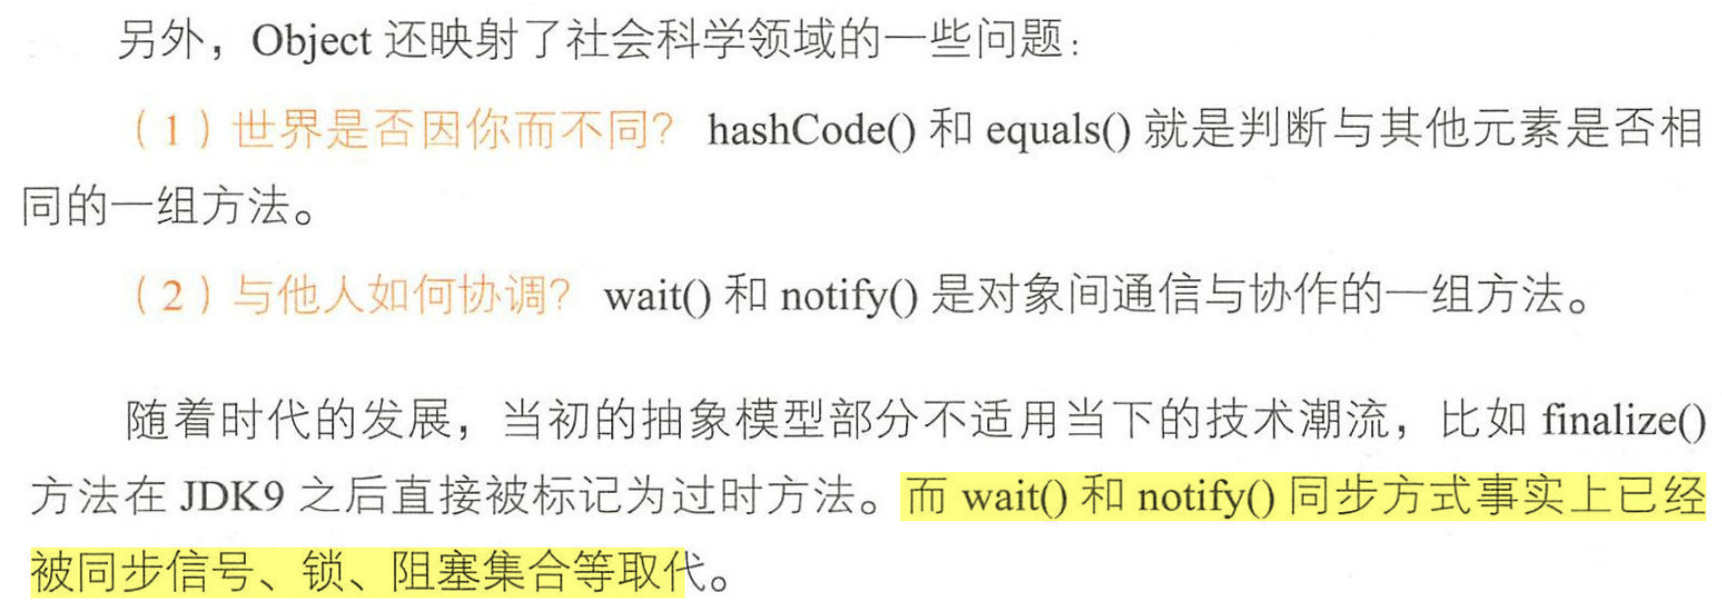 另外，Object 还映射了社会科学领域的一些问题：
（1）世界是否因你而不同？ hashCode() 和 equals() 就是判断与其他元素是否相
同的一组方法。
（2）与他人如何协调？ wait() 和 notify() 是对象间通信与协作的一组方法。
随着时代的发展，当初的抽象模型部分不适用当下的技术潮流，比如 finalize()
方法在 JDK9 之后直接被标记为过时方法。而 wait() 和 notify() 同步方式事实上已经
被同步信号、锁、阻塞集合等取代。